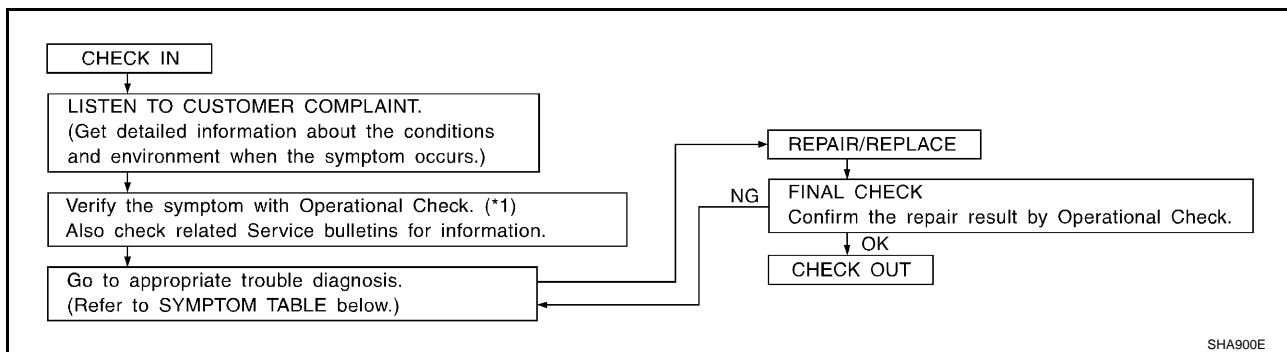 CHECK IN
LISTEN TO CUSTOMER COMPLAINT.
(Get detailed information about the conditions
and environment when the symptom occurs.)
Verify the symptom with Operational Check. (*1)
Also check related Service bulletins for information.
Go to appropriate trouble diagnosis.
(Refer to SYMPTOM TABLE below.)
REPAIR/REPLACE
NG
FINAL CHECK
Confirm the repair result by Operational Check.
OK
CHECK OUT
SHA900E